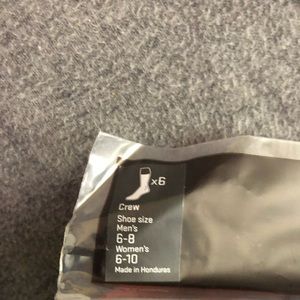 x6
Crew
Shoe size
Men's
6-8
Women's
6-10
Made in Honduras